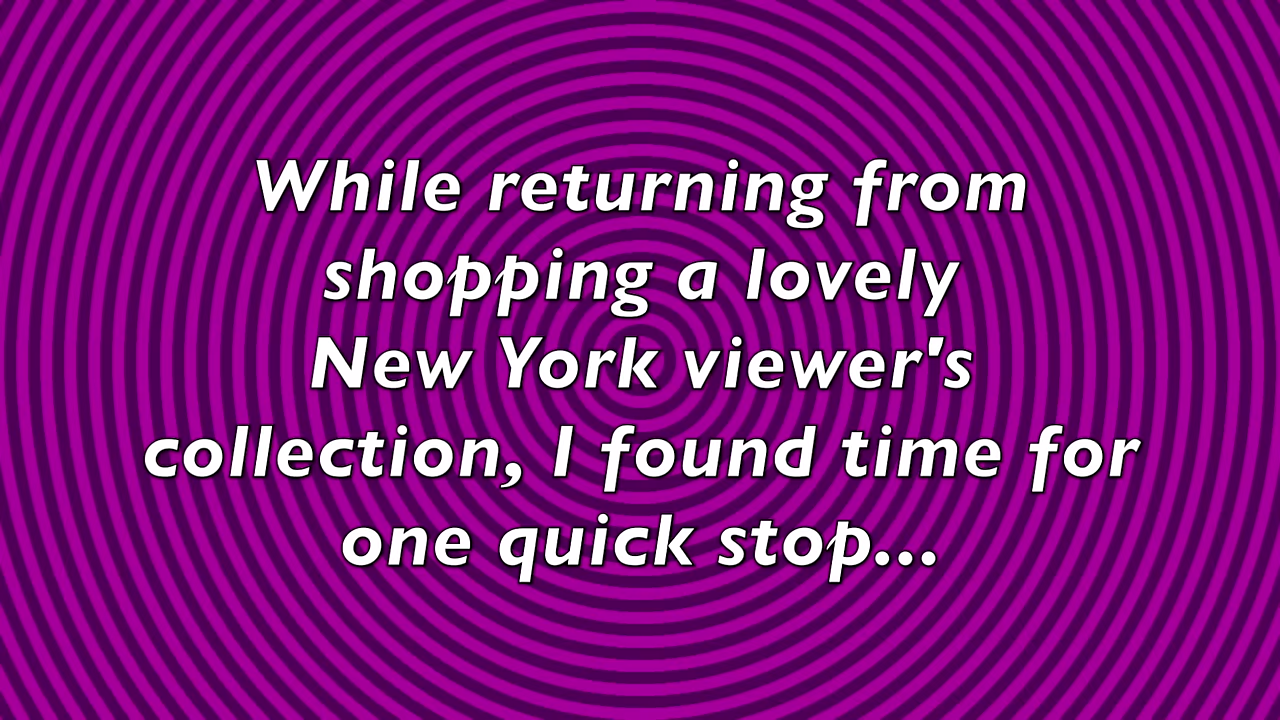 While returning from
shopping a lovely
New York viewer's
collection, I found time for
one quick stop...